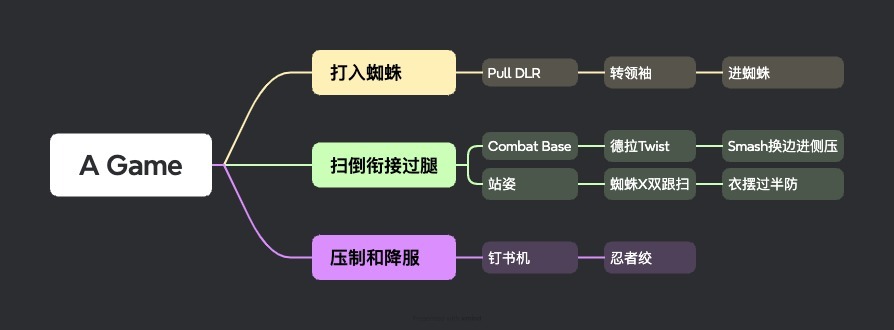 A Game
打入蜘蛛
Pull DLR
转领袖
进蜘蛛
扫倒衔接过腿
Combat Base
德拉Twist
Smash换边进侧压
站姿
蜘蛛X双跟扫
衣摆过半防
压制和降服
钉书机
忍者绞